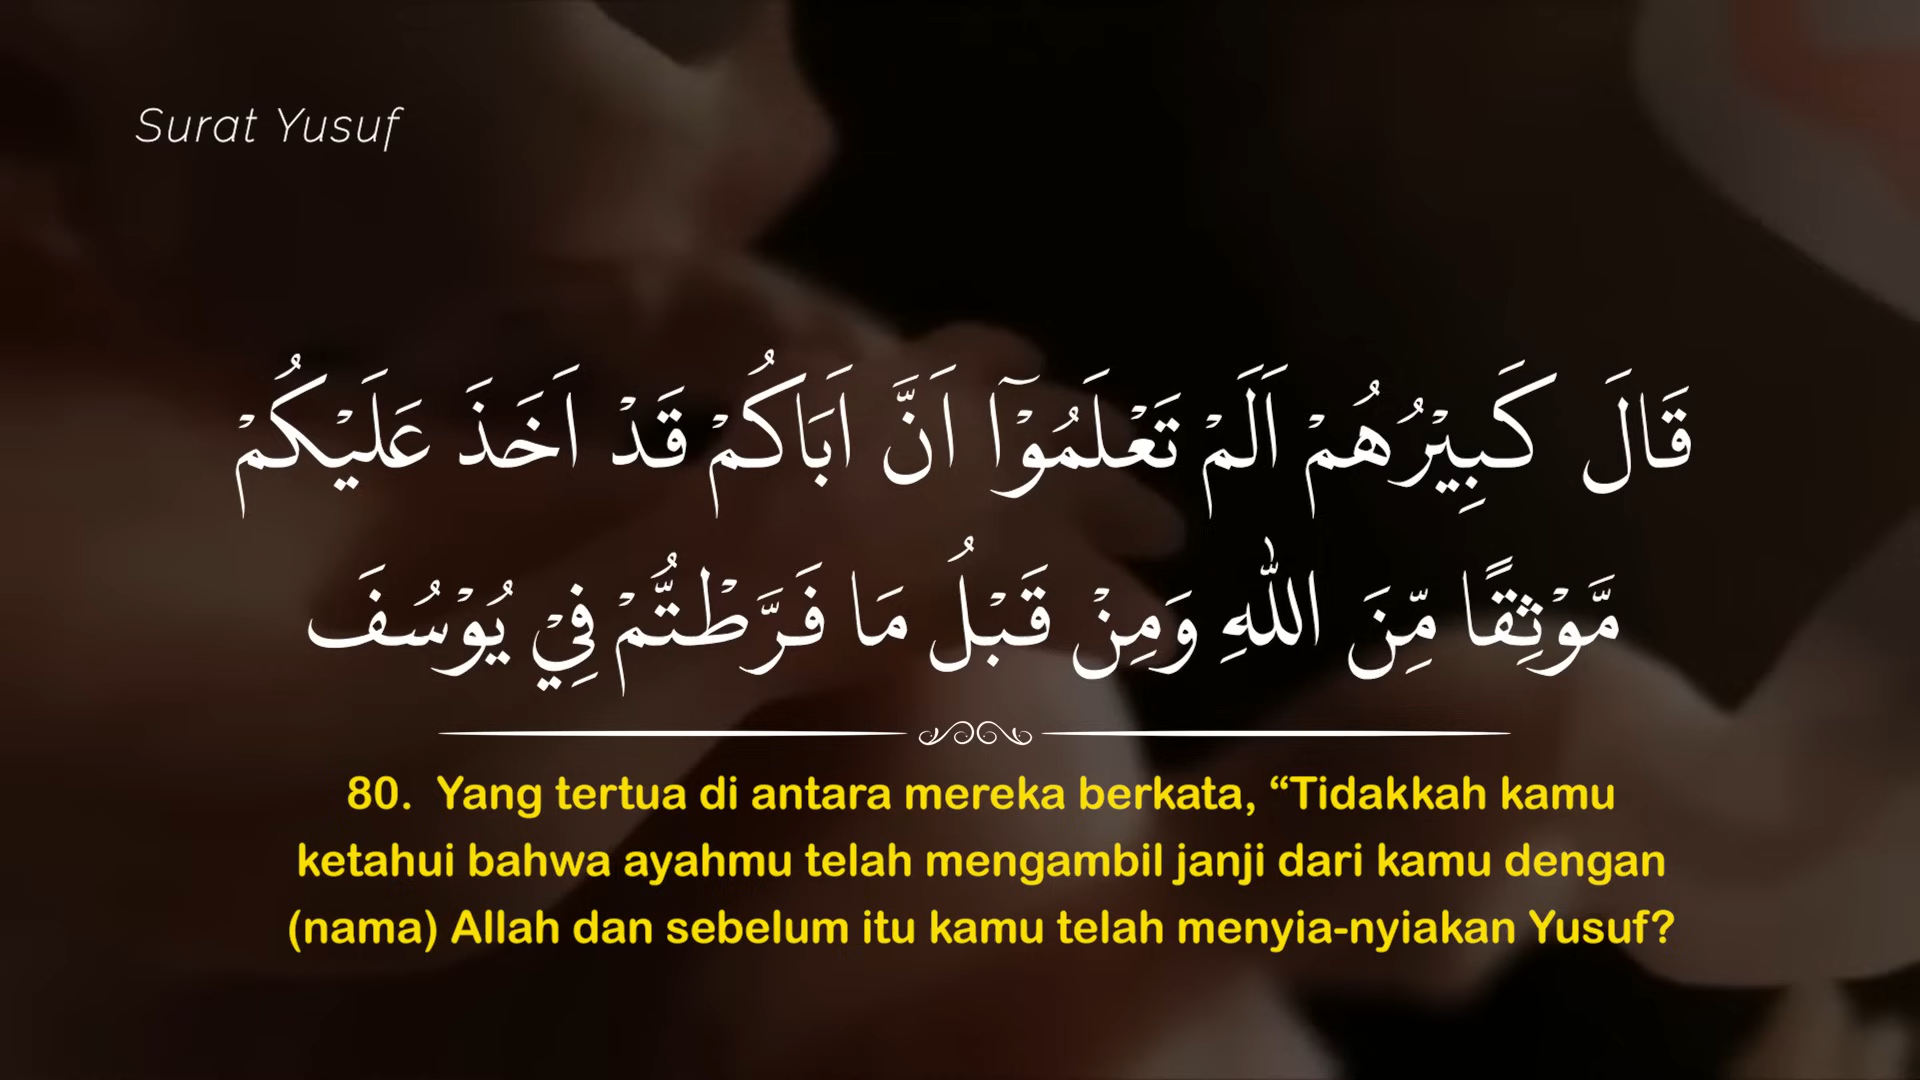 Surat Yusuf
قَالَ كَبِيْرُهُمْ اَلَمْ تَعْلَمُوْٓا اَنَّ اَبَاكُمْ قَدْ اَخَذَ عَلَيْكُمْ
مَّوْثِقًا مِّنَ اللّٰهِ وَمِنْ قَبْلُ مَا فَرَّطْتُّمْ فِيْ يُوْسُفَ
80. Yang tertua di antara mereka berkata, “Tidakkah kamu
ketahui bahwa ayahmu telah mengambil janji dari kamu dengan
(nama) Allah dan sebelum itu kamu telah menyia-nyiakan Yusuf?